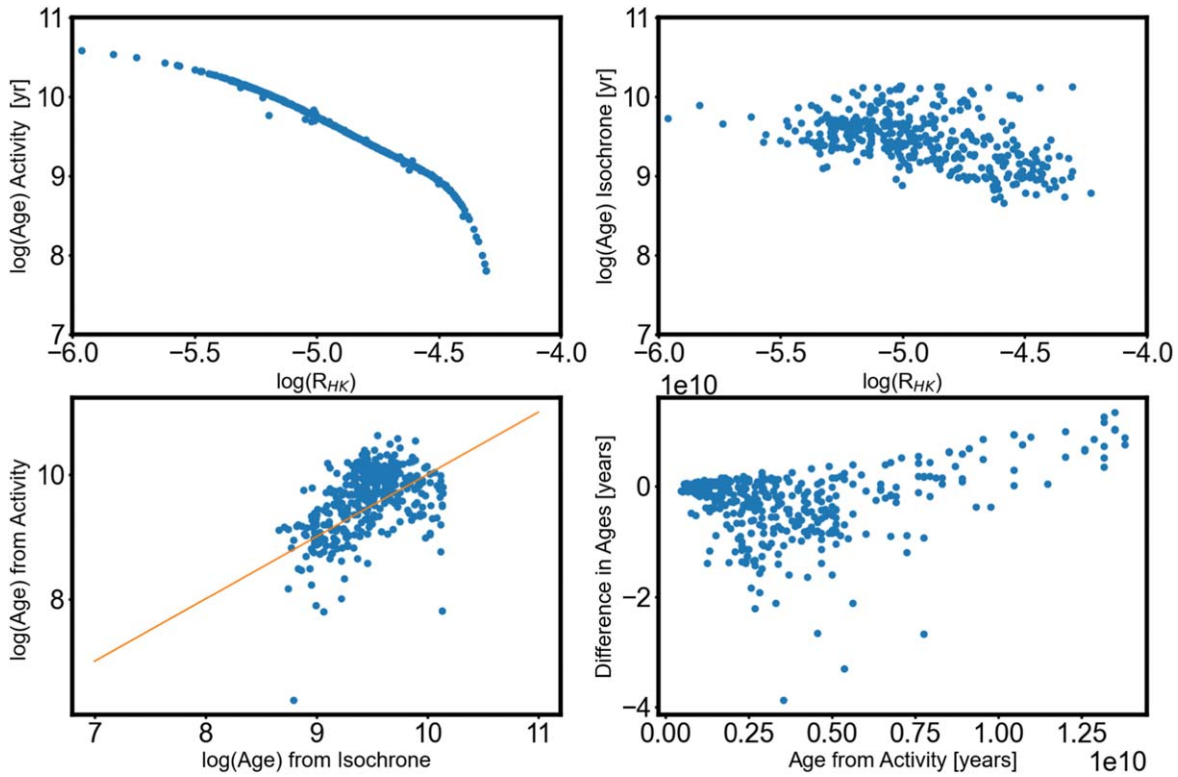 11
10
9
8
7
log(Age) Activity [yr]
−6.0 −5.5 −5.0 −4.5 −4.0
log(R_HK)
11
10
9
8
7
log(Age) Isochrone [yr]
−6.0 −5.5 −5.0 −4.5 −4.0
log(R_HK)
10
8
log(Age) from Activity
7 8 9 10 11
log(Age) from Isochrone
1e10
0
−2
−4
Difference in Ages [years]
0.00 0.25 0.50 0.75 1.00 1.25
Age from Activity [years] 1e10